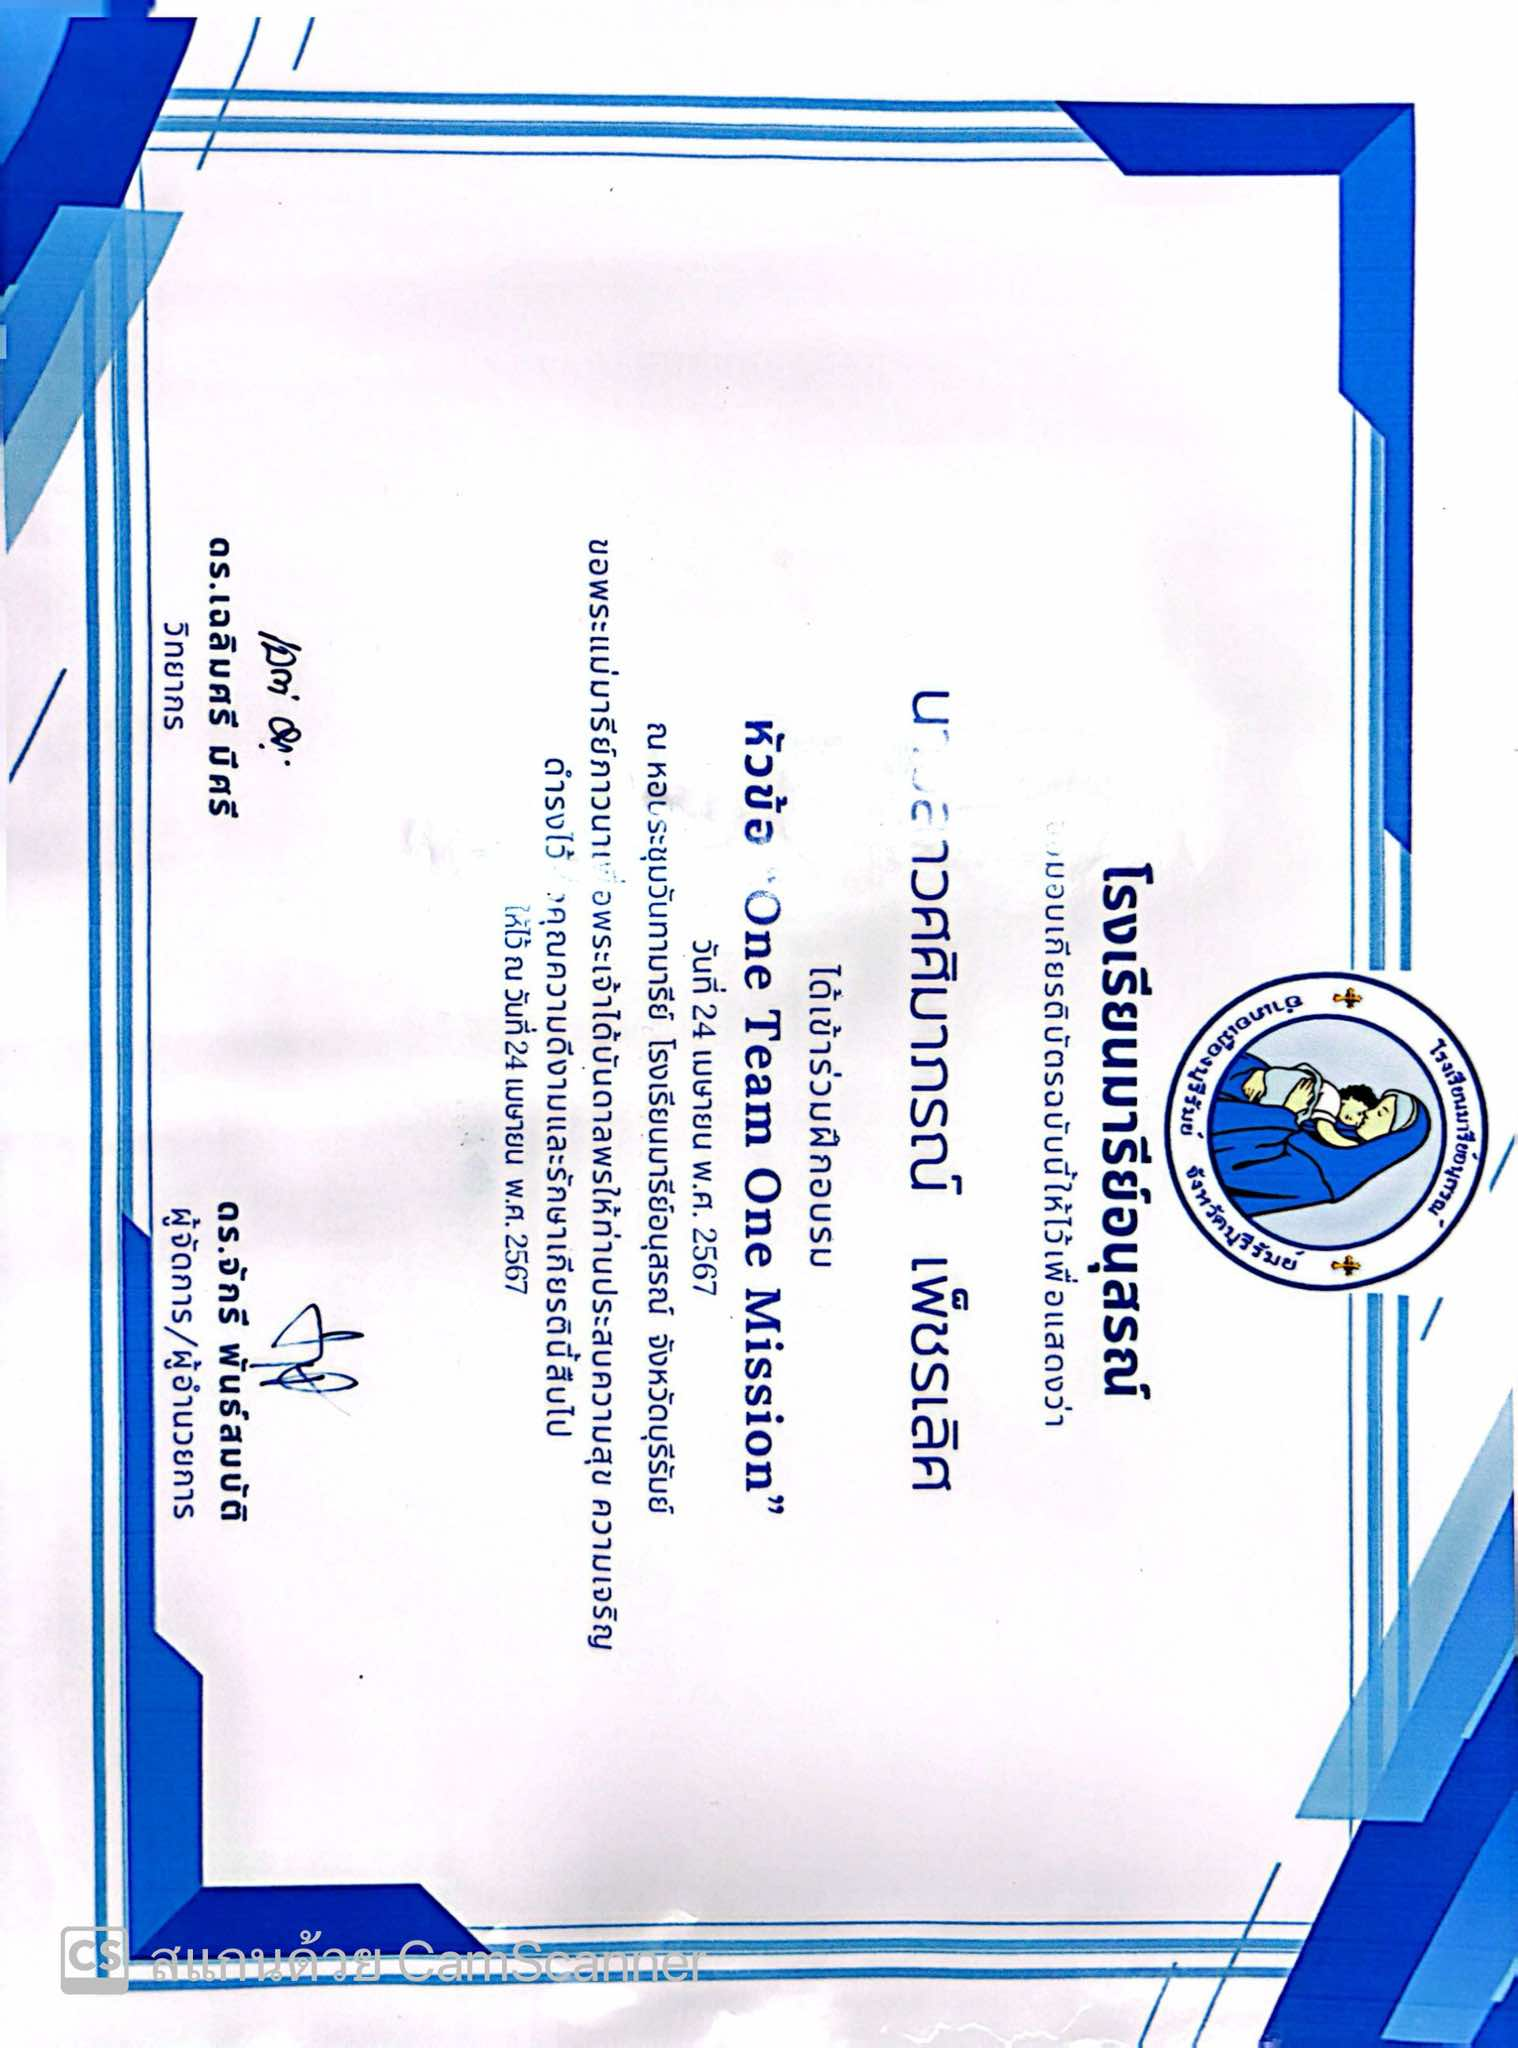 โรงเรียนมารีย์อนุสรณ์
อำเภอเมืองบุรีรัมย์ จังหวัดบุรีรัมย์
โรงเรียนมารีย์อนุสรณ์
ขอมอบเกียรติบัตรฉบับนี้ให้ไว้เพื่อแสดงว่า
นางสาวศศิมาภรณ์ เพ็ชรเลิศ
ได้เข้าร่วมฝึกอบรม
หัวข้อ “One Team One Mission”
วันที่ 24 เมษายน พ.ศ. 2567
ณ หอประชุมวันทามารีย์ โรงเรียนมารีย์อนุสรณ์ จังหวัดบุรีรัมย์
ขอพระแม่มารีย์ภาวนาเพื่อพระเจ้าได้บันดาลพรให้ท่านประสบความสุข ความเจริญ
ดำรงไว้ คุณความดีงามและรักษาเกียรตินี้สืบไป
ให้ไว้ ณ วันที่ 24 เมษายน พ.ศ. 2567
ดร.เฉลิมศรี มีศรี
วิทยากร
ดร.จักรี พันธ์สมบัติ
ผู้จัดการ/ผู้อำนวยการ
CS สแกนด้วย CamScanner